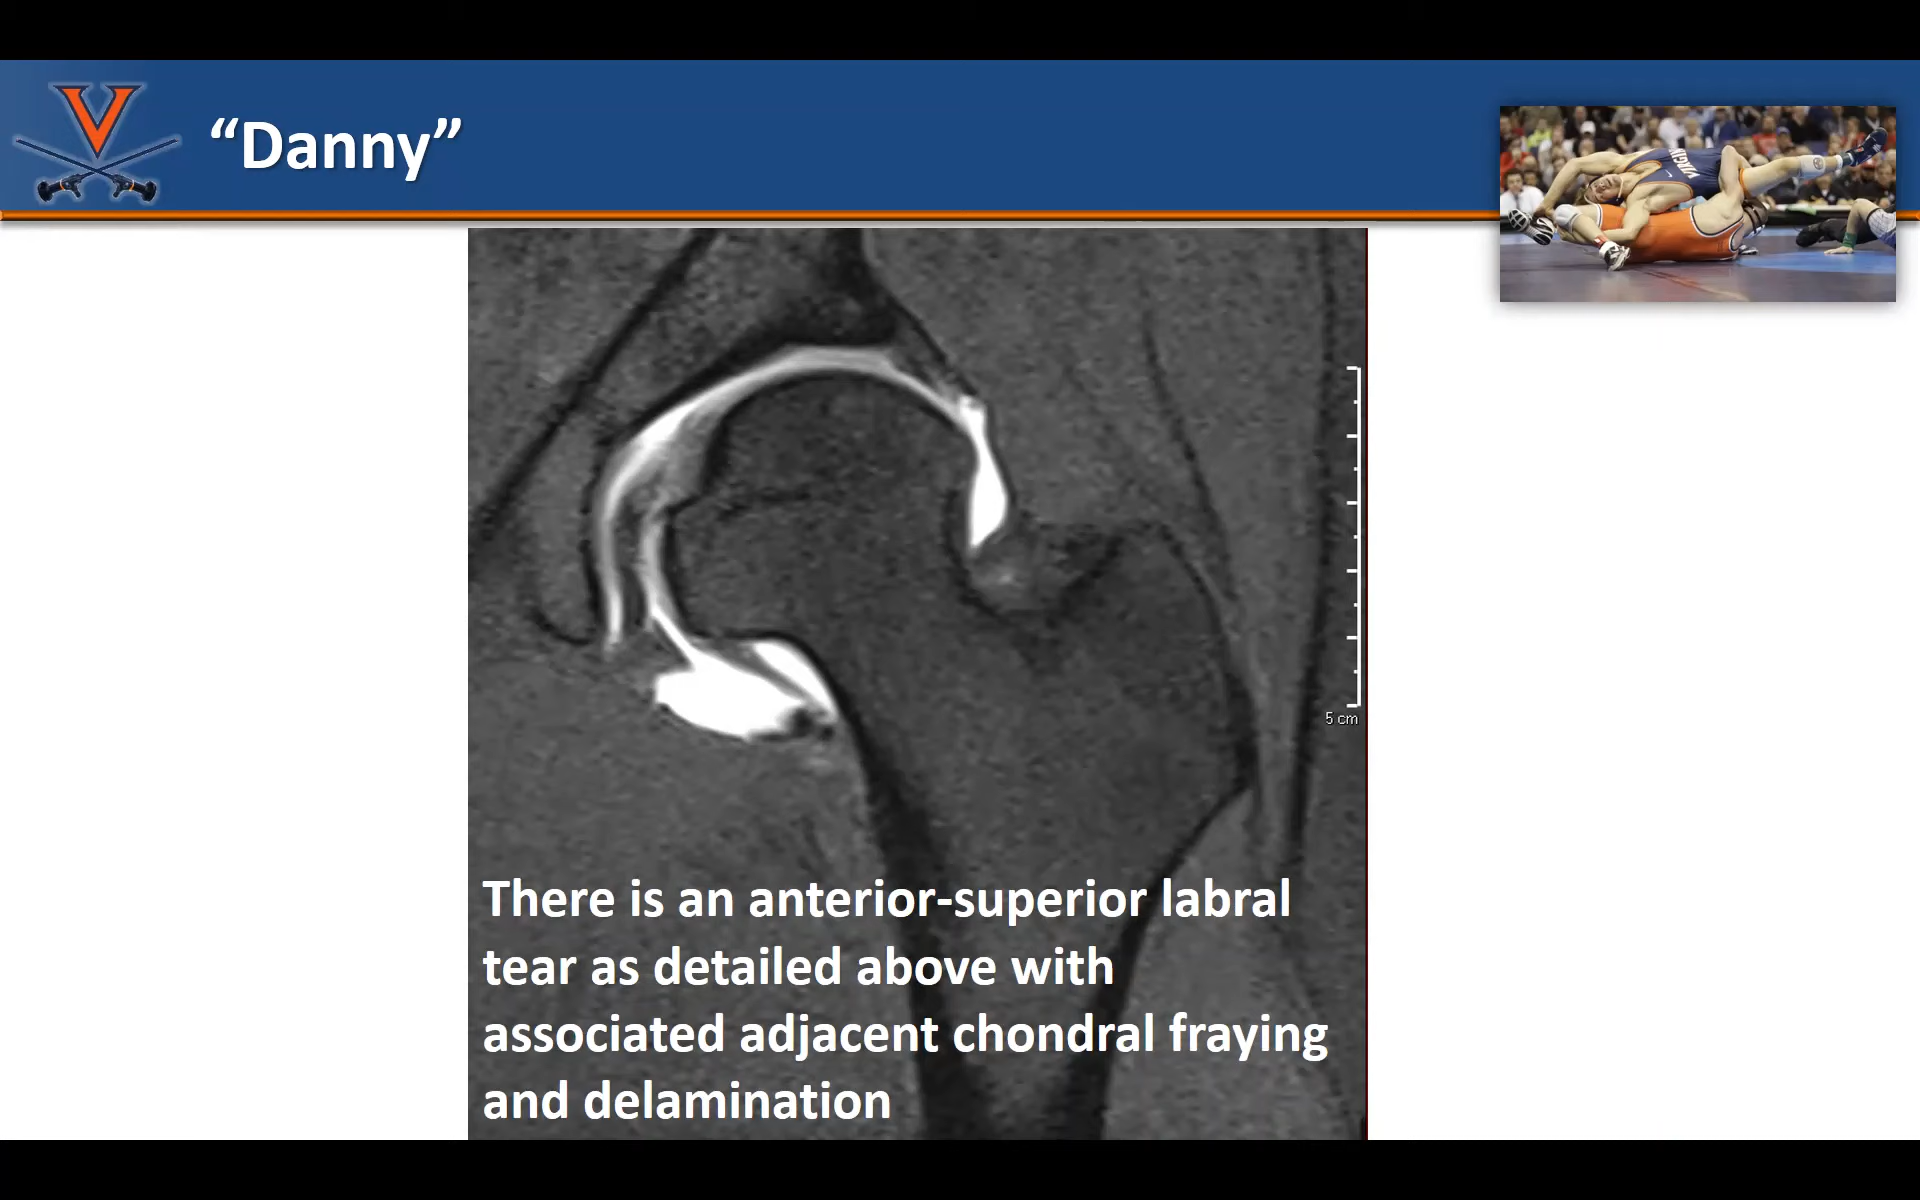 “Danny”
VIRGIN
5 cm
There is an anterior-superior labral
tear as detailed above with
associated adjacent chondral fraying
and delamination